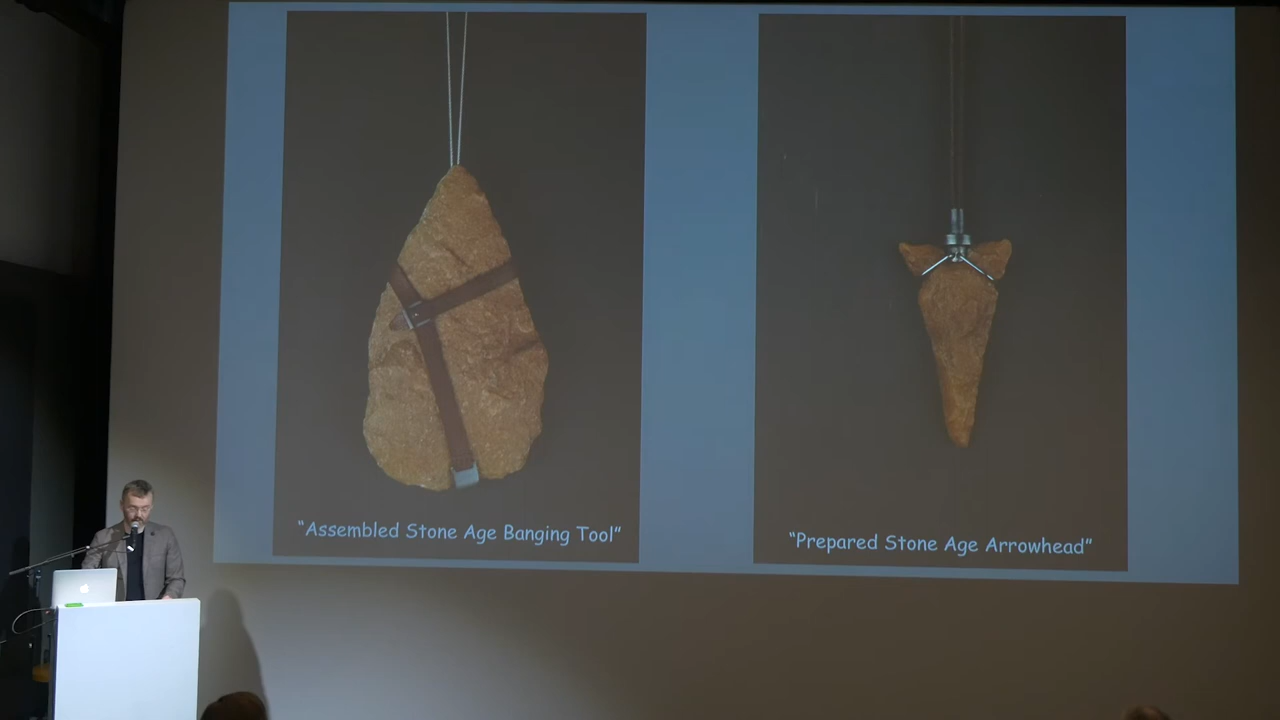 “Assembled Stone Age Banging Tool”
“Prepared Stone Age Arrowhead”